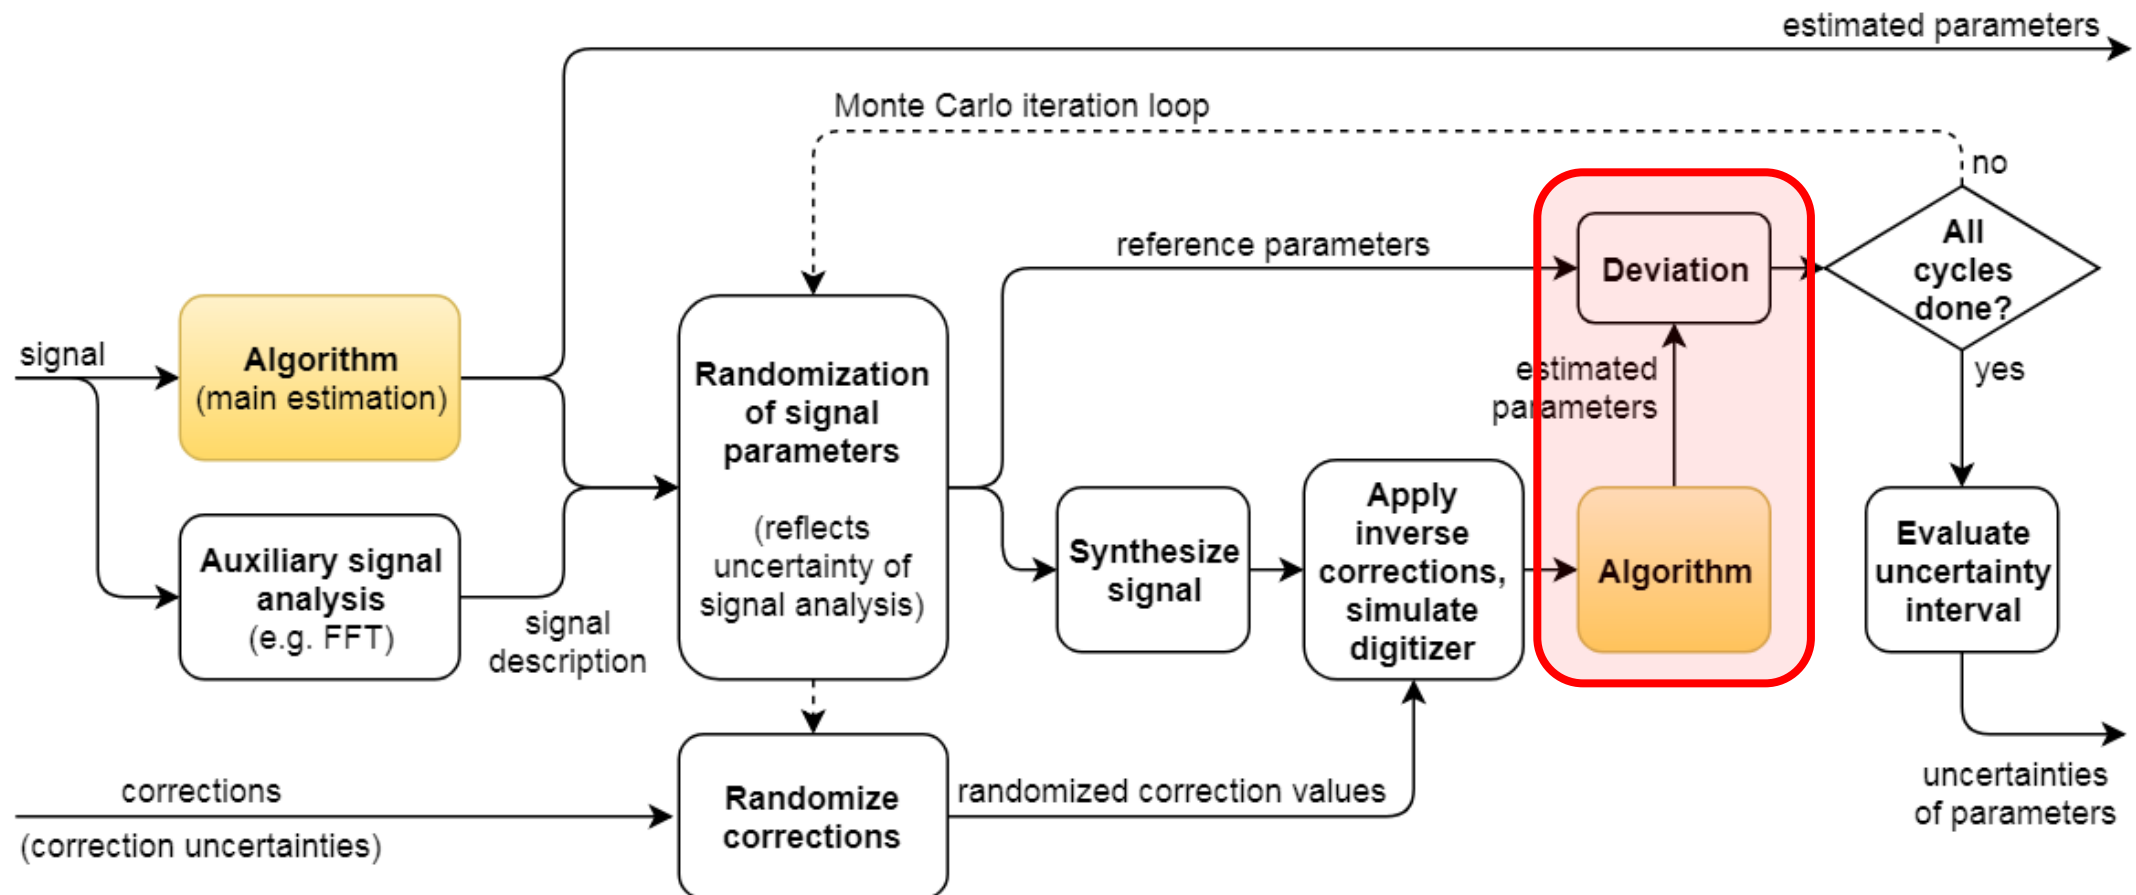 estimated parameters
Monte Carlo iteration loop
no
reference parameters
Deviation
All
cycles
done?
signal
Algorithm
(main estimation)
Randomization
of signal
parameters
(reflects
uncertainty of
signal analysis)
estimated
parameters
yes
Auxiliary signal
analysis
(e.g. FFT)
signal
description
Synthesize
signal
Apply
inverse
corrections,
simulate
digitizer
Algorithm
Evaluate
uncertainty
interval
corrections
(correction uncertainties)
Randomize
corrections
randomized correction values
uncertainties
of parameters